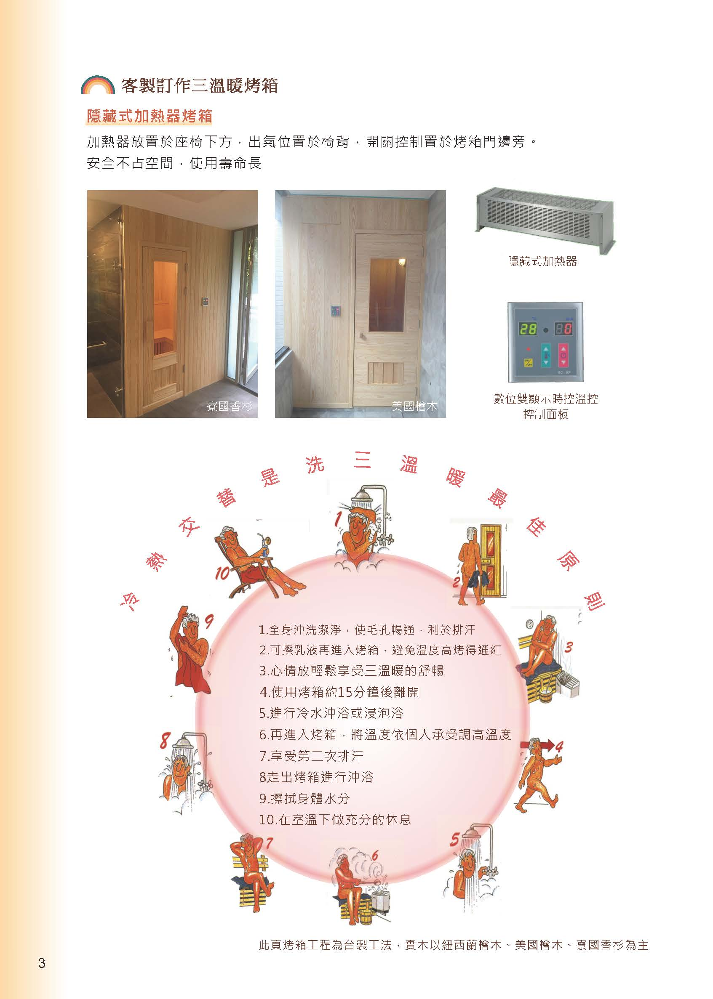 客製訂作三溫暖烤箱
隱藏式加熱器烤箱
加熱器放置於座椅下方，出氣位置於椅背，開關控制置於烤箱門邊旁。
安全不占空間，使用壽命長
隱藏式加熱器
28
0
ON/OFF
數位雙顯示時控溫控
控制面板
寮國香杉
美國檜木
冷熱交替是洗三溫暖最佳原則
1
2
3
4
5
6
7
8
9
10
1.全身沖洗潔淨，使毛孔暢通，利於排汗
2.可擦乳液再進入烤箱，避免溫度高烤得通紅
3.心情放輕鬆享受三溫暖的舒暢
4.使用烤箱約15分鐘後離開
5.進行冷水沖浴或浸泡浴
6.再進入烤箱，將溫度依個人承受調高溫度
7.享受第二次排汗
8走出烤箱進行沖浴
9.擦拭身體水分
10.在室溫下做充分的休息
此頁烤箱工程為台製工法，實木以紐西蘭檜木、美國檜木、寮國香杉為主
3